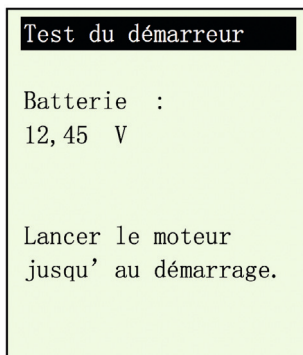 Test du démarreur
Batterie :
12,45 V
Lancer le moteur
jusqu’ au démarrage.